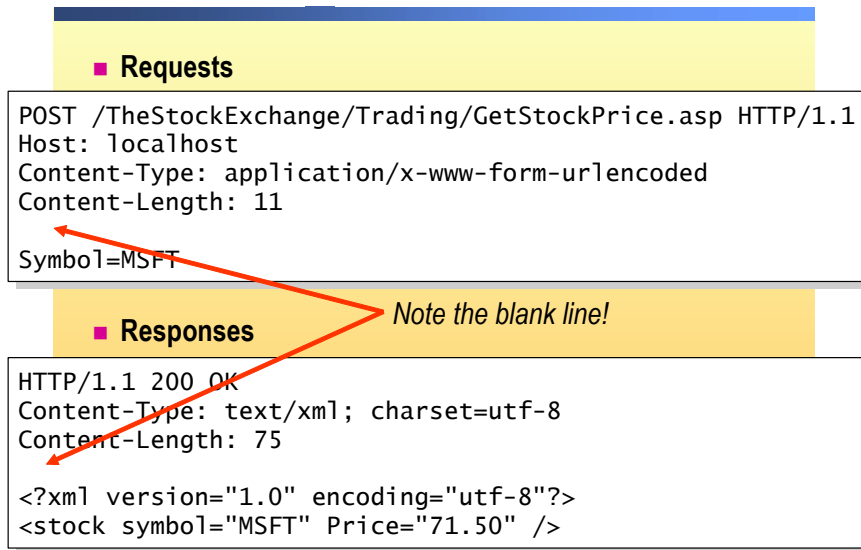 Requests
POST /TheStockExchange/Trading/GetStockPrice.asp HTTP/1.1
Host: localhost
Content-Type: application/x-www-form-urlencoded
Content-Length: 11

Symbol=MSFT
Note the blank line!
Responses
HTTP/1.1 200 OK
Content-Type: text/xml; charset=utf-8
Content-Length: 75

<?xml version="1.0" encoding="utf-8"?>
<stock symbol="MSFT" Price="71.50" />